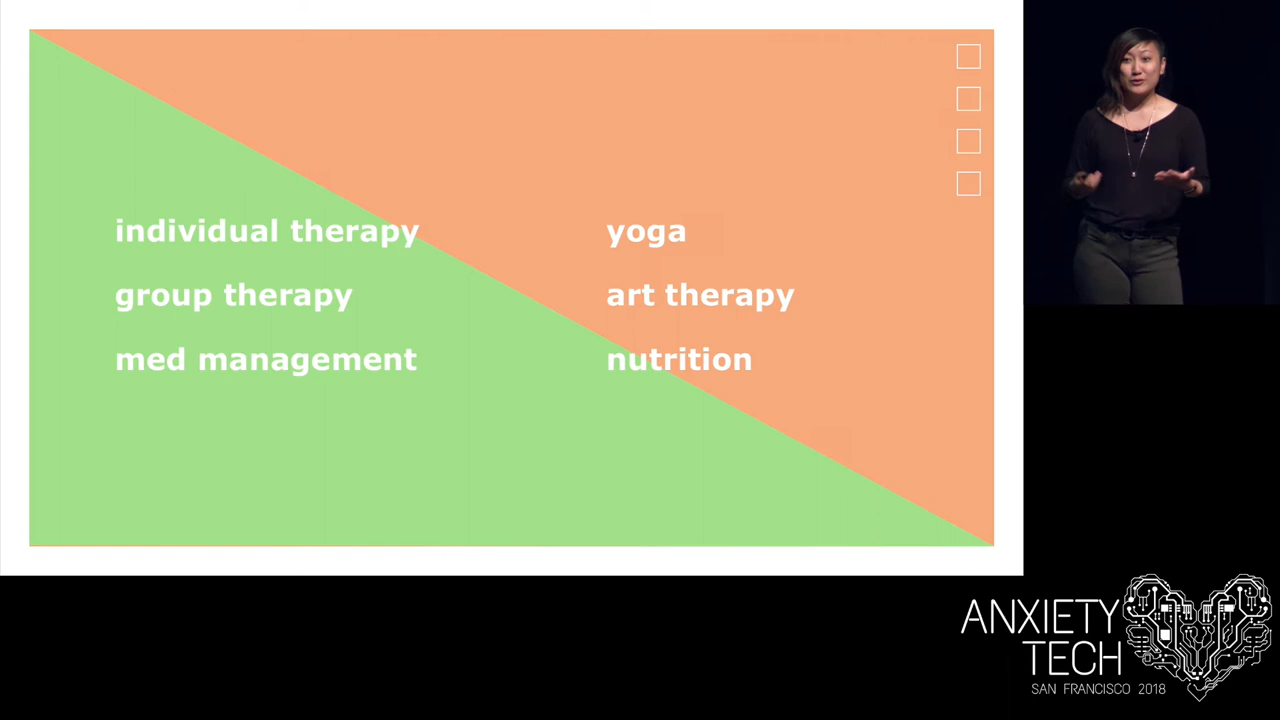 individual therapy
group therapy
med management
yoga
art therapy
nutrition
ANXIETY
TECH
SAN FRANCISCO 2018